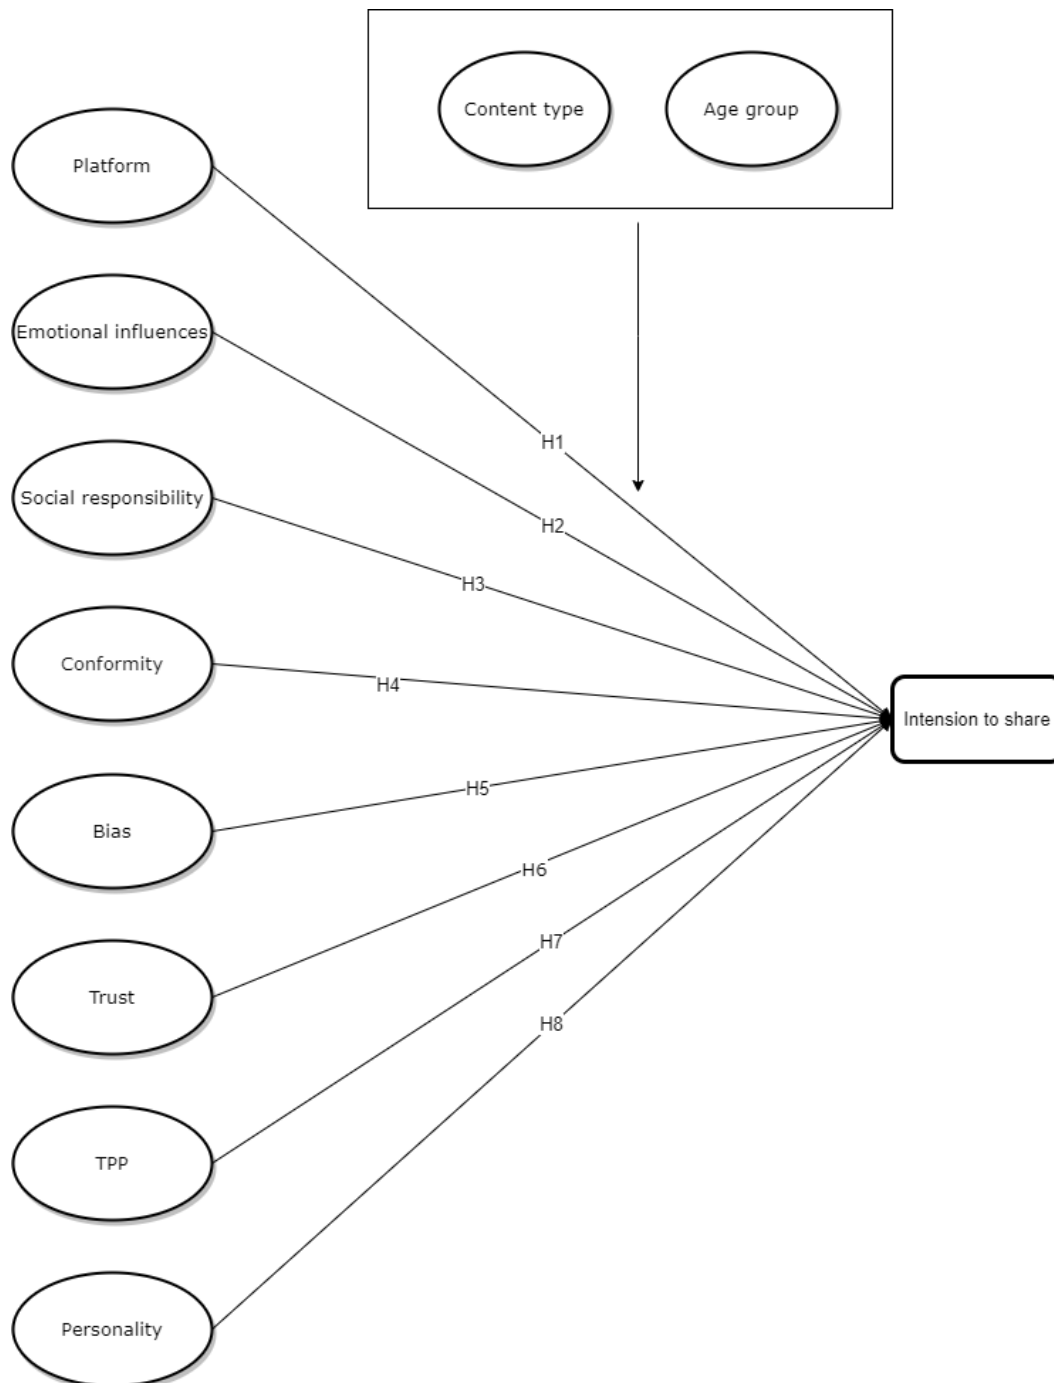 Content type
Age group
Platform
Emotional influences
H1
Social responsibility
H2
H3
Conformity
H4
Intension to share
H5
Bias
H6
H7
Trust
H8
TPP
Personality